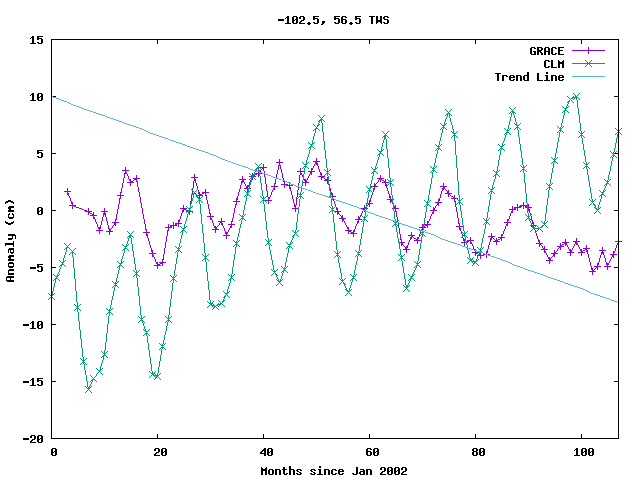 -102.5, 56.5 TWS
GRACE
CLM
Trend Line
15
10
5
0
-5
-10
-15
-20
Anomaly (cm)
0 20 40 60 80 100
Months since Jan 2002